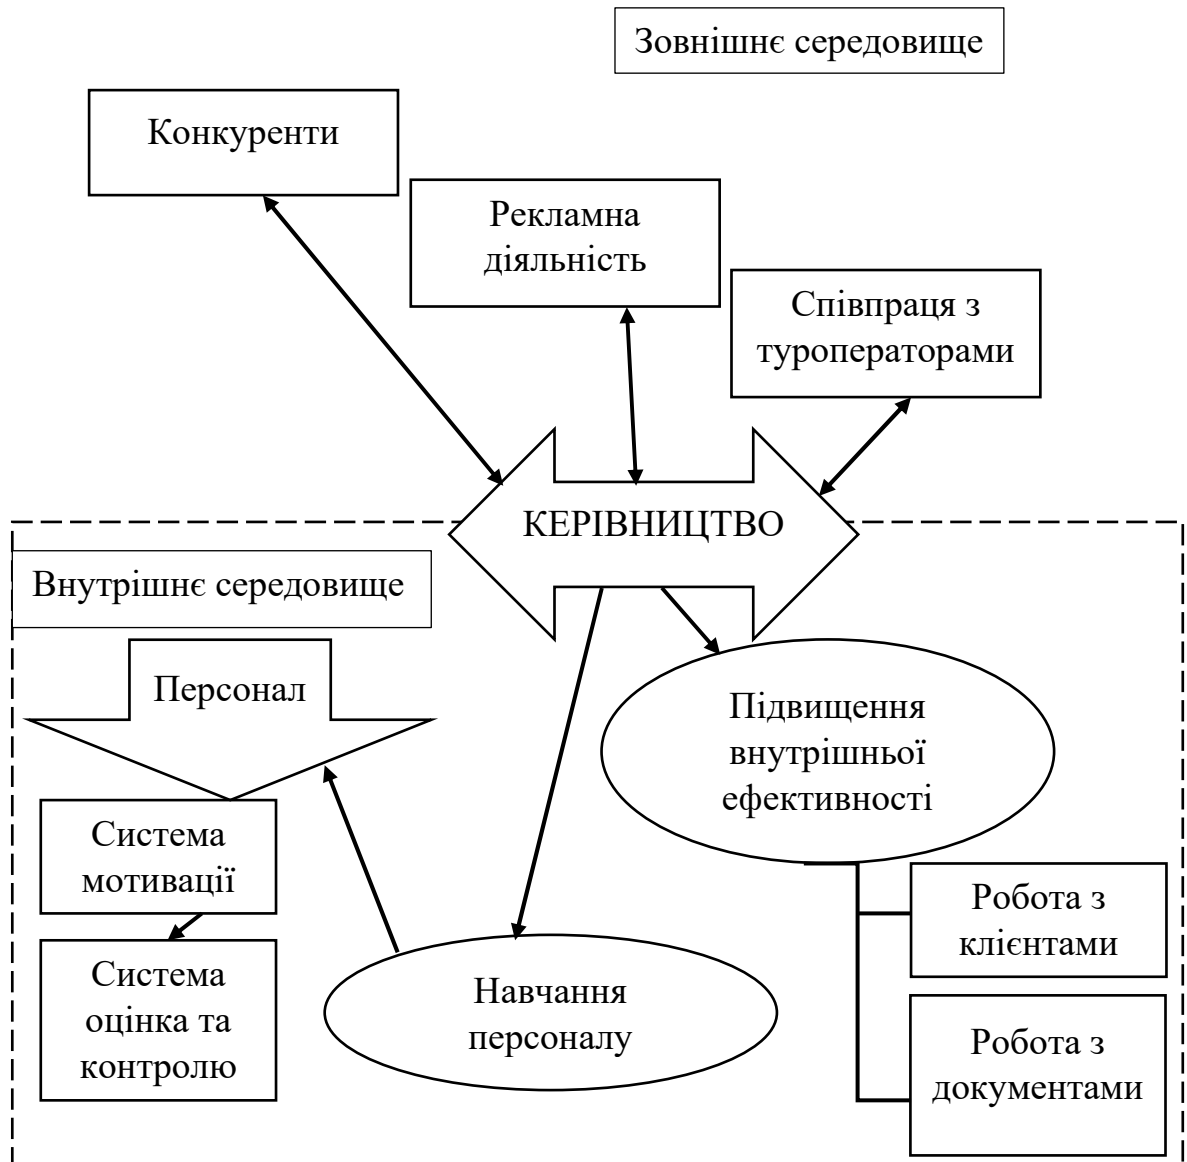 Зовнішнє середовище
Конкуренти
Рекламна
діяльність
Співпраця з
туроператорами
КЕРІВНИЦТВО
Внутрішнє середовище
Персонал
Підвищення
внутрішньої
ефективності
Система
мотивації
Система
оцінка та
контролю
Навчання
персоналу
Робота з
клієнтами
Робота з
документами